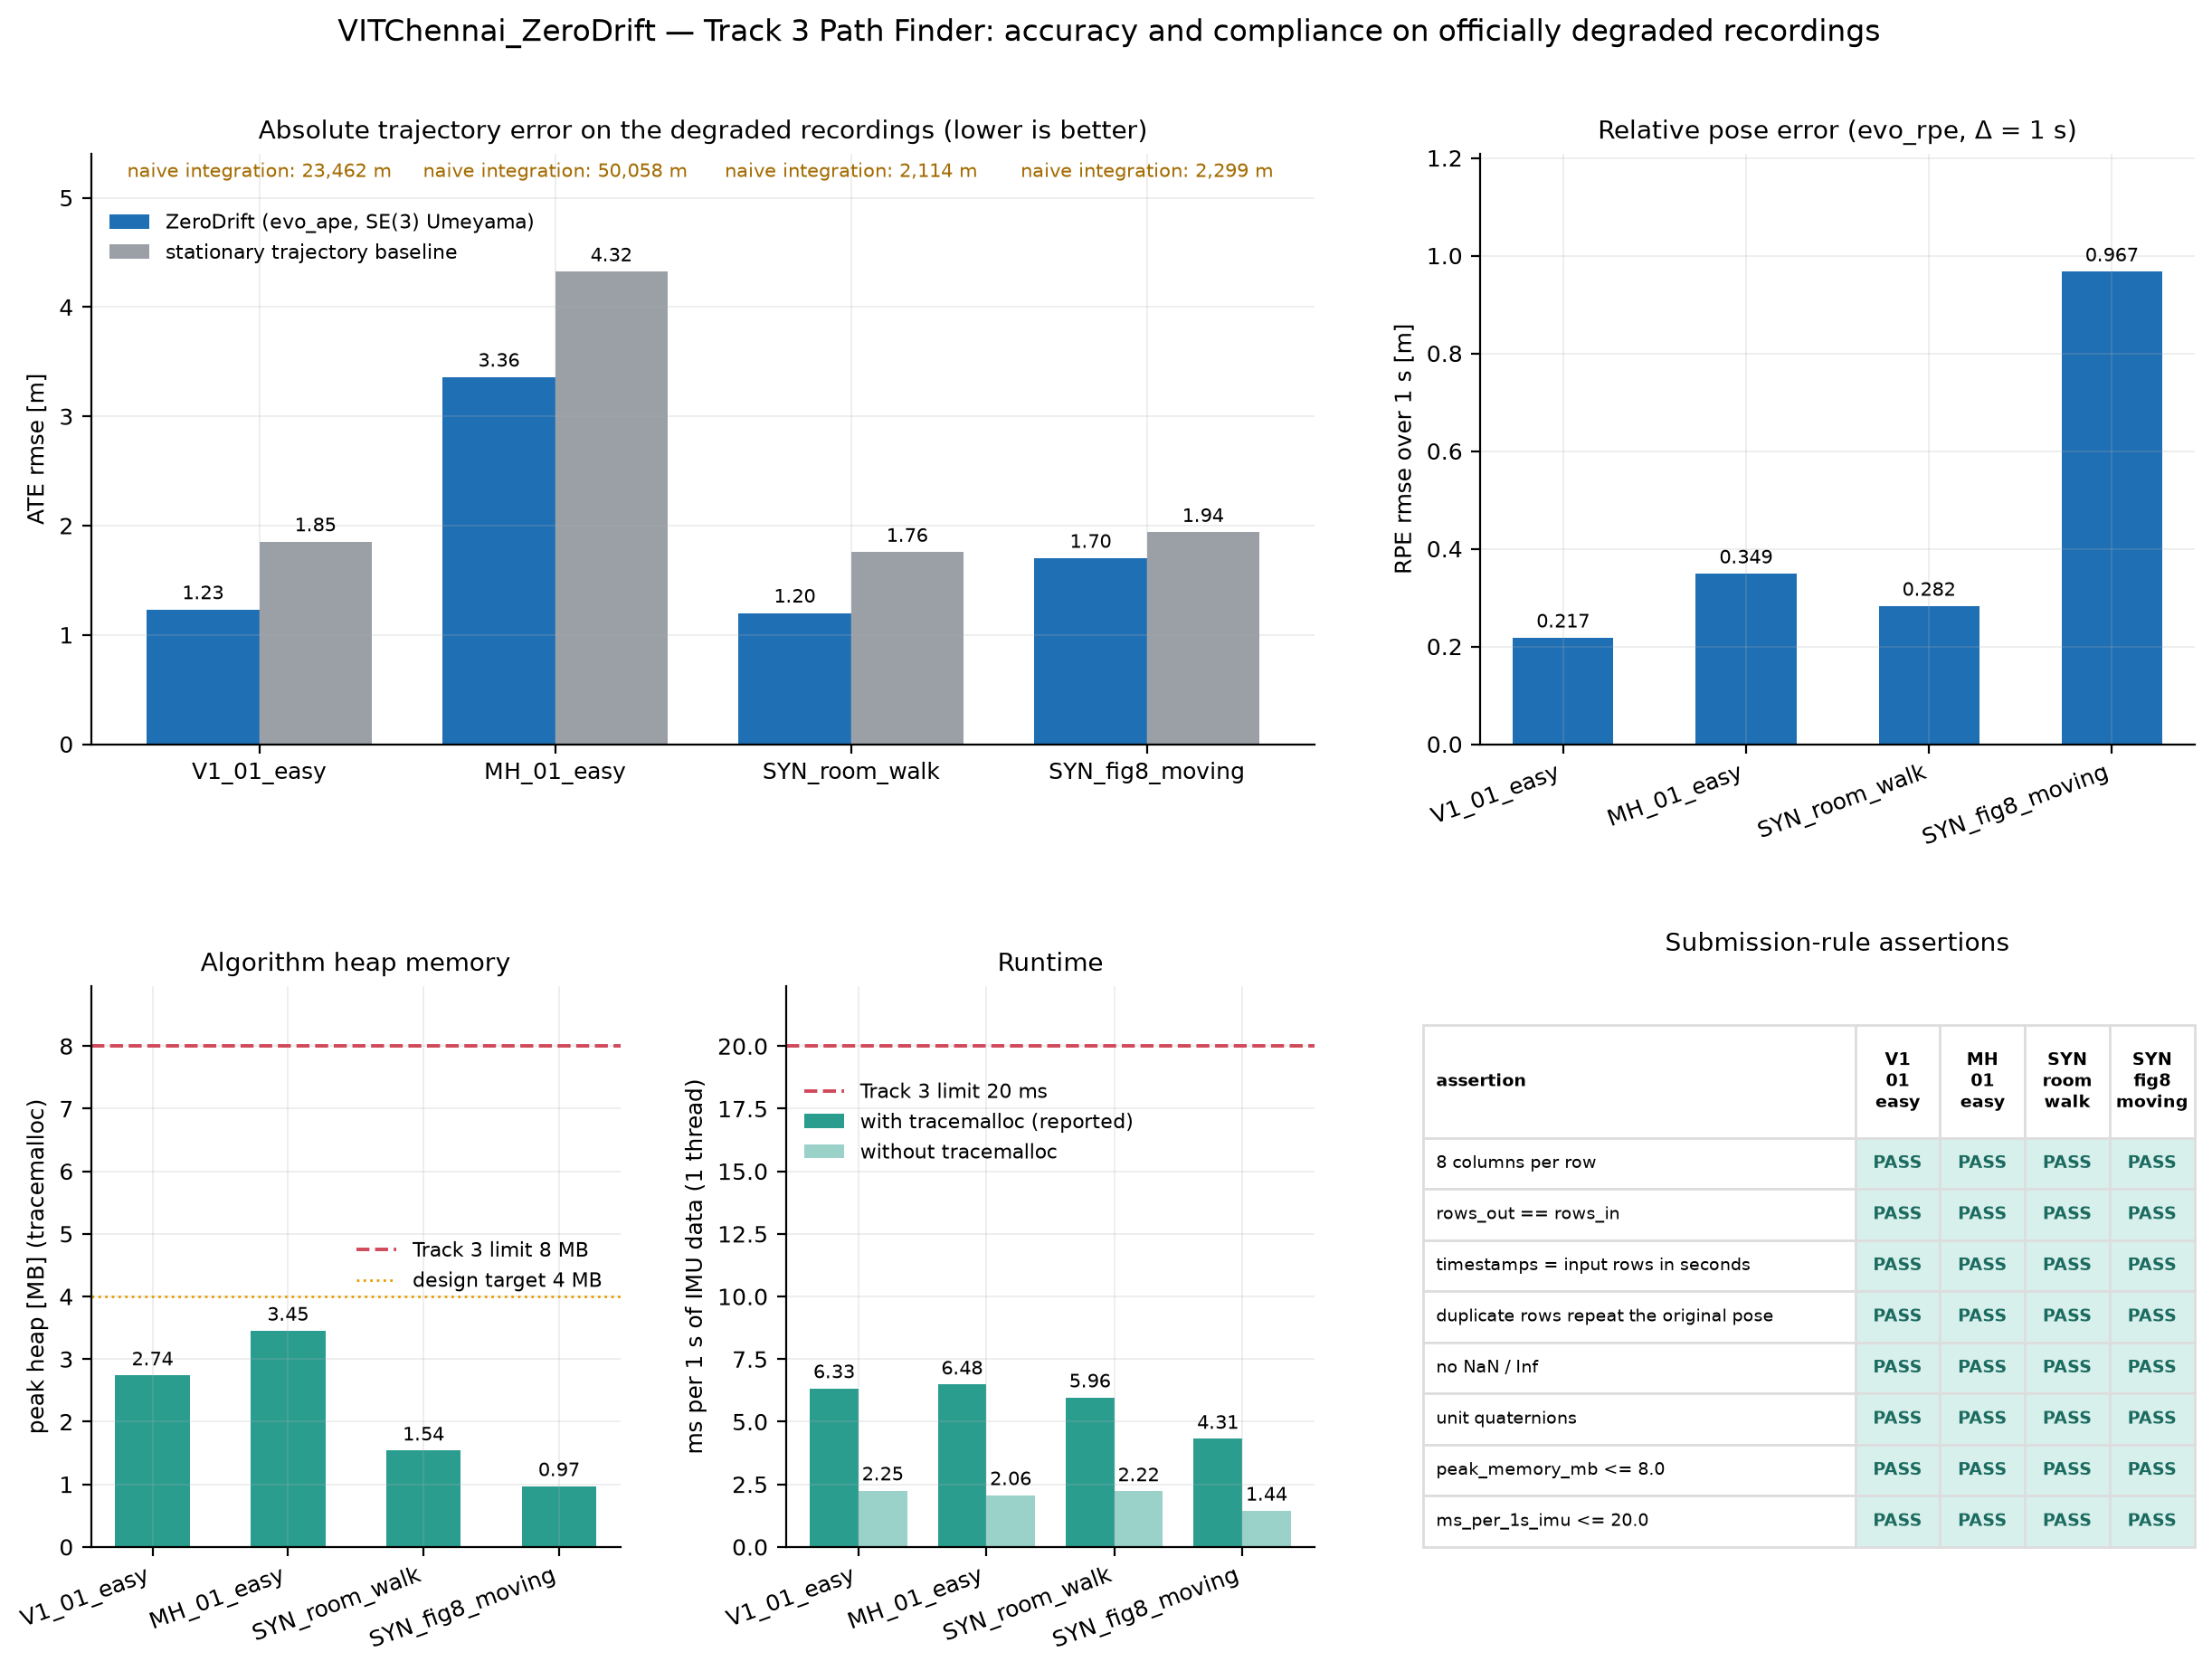 VITChennai_ZeroDrift — Track 3 Path Finder: accuracy and compliance on officially degraded recordings
Absolute trajectory error on the degraded recordings (lower is better)
naive integration: 23,462 m
naive integration: 50,058 m
naive integration: 2,114 m
naive integration: 2,299 m
ZeroDrift (evo_ape, SE(3) Umeyama)
stationary trajectory baseline
ATE rmse [m]
5
4
3
2
1
0
1.23
1.85
3.36
4.32
1.20
1.76
1.70
1.94
V1_01_easy
MH_01_easy
SYN_room_walk
SYN_fig8_moving
Relative pose error (evo_rpe, Δ = 1 s)
RPE rmse over 1 s [m]
1.2
1.0
0.8
0.6
0.4
0.2
0.0
0.217
0.349
0.282
0.967
V1_01_easy
MH_01_easy
SYN_room_walk
SYN_fig8_moving
Algorithm heap memory
peak heap [MB] (tracemalloc)
8
7
6
5
4
3
2
1
0
Track 3 limit 8 MB
design target 4 MB
2.74
3.45
1.54
0.97
V1_01_easy
MH_01_easy
SYN_room_walk
SYN_fig8_moving
Runtime
ms per 1 s of IMU data (1 thread)
20.0
17.5
15.0
12.5
10.0
7.5
5.0
2.5
0.0
Track 3 limit 20 ms
with tracemalloc (reported)
without tracemalloc
6.33
2.25
6.48
2.06
5.96
2.22
4.31
1.44
V1_01_easy
MH_01_easy
SYN_room_walk
SYN_fig8_moving
Submission-rule assertions
assertion
V1
01
easy
MH
01
easy
SYN
room
walk
SYN
fig8
moving
8 columns per row PASS PASS PASS PASS
rows_out == rows_in PASS PASS PASS PASS
timestamps = input rows in seconds PASS PASS PASS PASS
duplicate rows repeat the original pose PASS PASS PASS PASS
no NaN / Inf PASS PASS PASS PASS
unit quaternions PASS PASS PASS PASS
peak_memory_mb <= 8.0 PASS PASS PASS PASS
ms_per_1s_imu <= 20.0 PASS PASS PASS PASS